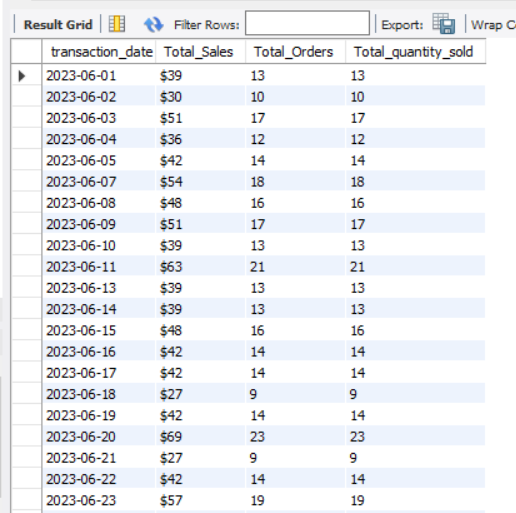 Result Grid Filter Rows: Export: Wrap C
transaction_date Total_Sales Total_Orders Total_quantity_sold
2023-06-01 $39 13 13
2023-06-02 $30 10 10
2023-06-03 $51 17 17
2023-06-04 $36 12 12
2023-06-05 $42 14 14
2023-06-07 $54 18 18
2023-06-08 $48 16 16
2023-06-09 $51 17 17
2023-06-10 $39 13 13
2023-06-11 $63 21 21
2023-06-13 $39 13 13
2023-06-14 $39 13 13
2023-06-15 $48 16 16
2023-06-16 $42 14 14
2023-06-17 $42 14 14
2023-06-18 $27 9 9
2023-06-19 $42 14 14
2023-06-20 $69 23 23
2023-06-21 $27 9 9
2023-06-22 $42 14 14
2023-06-23 $57 19 19